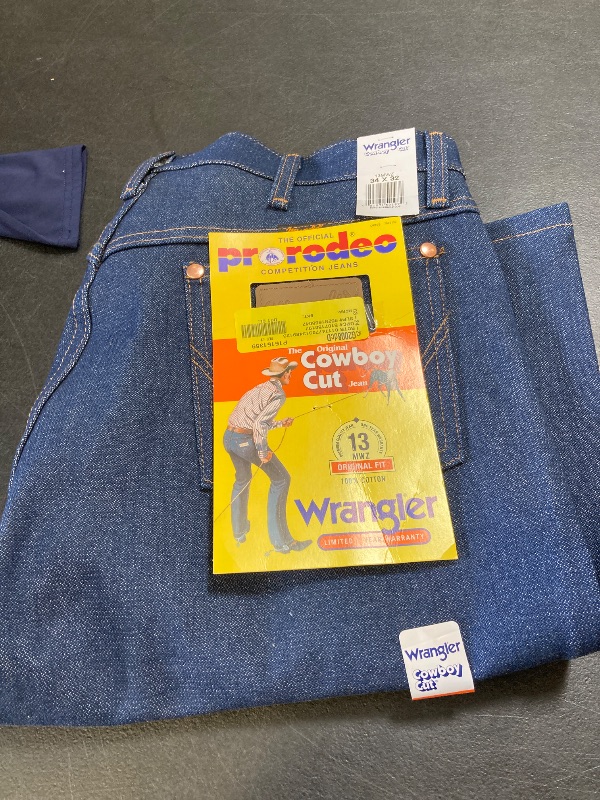 Wrangler
34 X 32
THE OFFICIAL
prorodeo®
COMPETITION JEANS
The Original
Cowboy
Cut Jean
13
MWZ
ORIGINAL FIT
100% COTTON
Wrangler
LIMITED WARRANTY
Wrangler
Cowboy
Cut